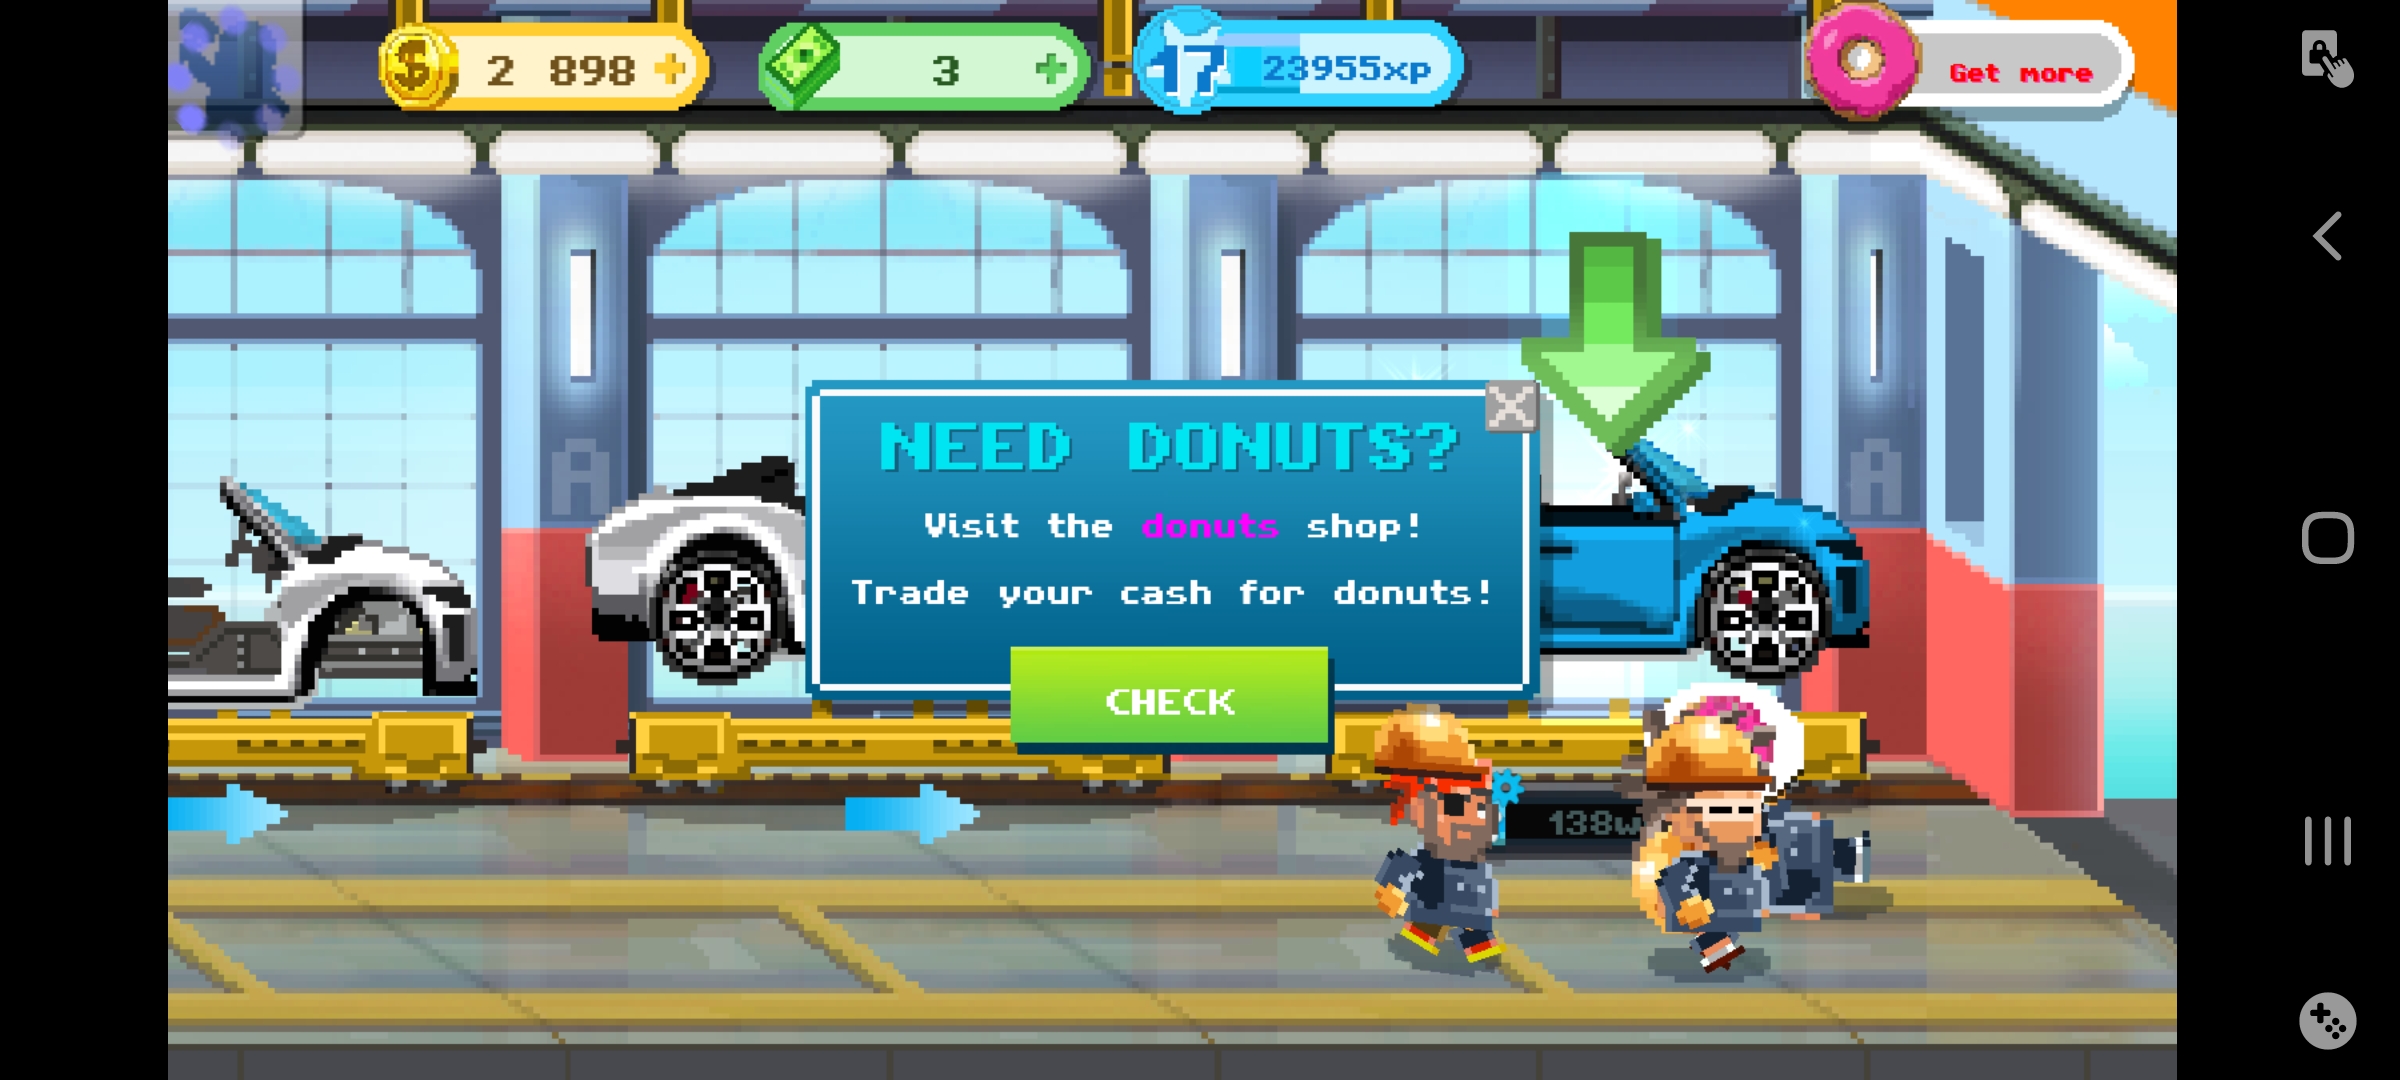 2 898 +
3 +
17 23955xp
Get more
NEED DONUTS?
Visit the donuts shop!
Trade your cash for donuts!
CHECK
A
A